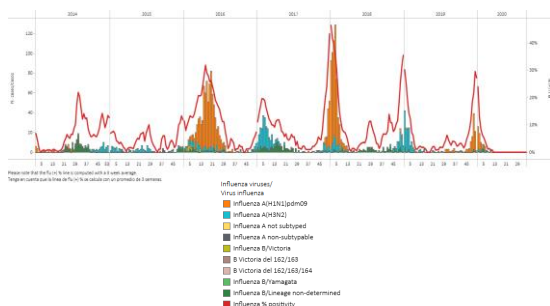 2014 2015 2016 2017 2018 2019 2020
120
100
80
60
40
20
0
40%
30%
20%
10%
0%
Please note that the flu (+) % line is computed with a 3 week average.
Tenga en cuenta que la línea de flu (+) % se calcula con un promedio de 3 semanas.
Influenza viruses/
Virus influenza
Influenza A(H1N1)pdm09
Influenza A(H3N2)
Influenza A not subtyped
Influenza A non-subtypable
Influenza B/Victoria
B Victoria del 162/163
B Victoria del 162/163/164
Influenza B/Yamagata
Influenza B/Lineage non-determined
Influenza % positivity